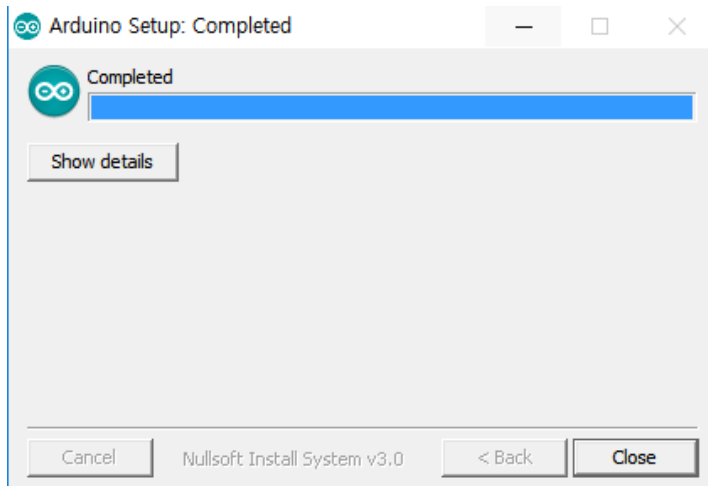 Arduino Setup: Completed
Completed
Show details
Cancel
Nullsoft Install System v3.0
< Back
Close